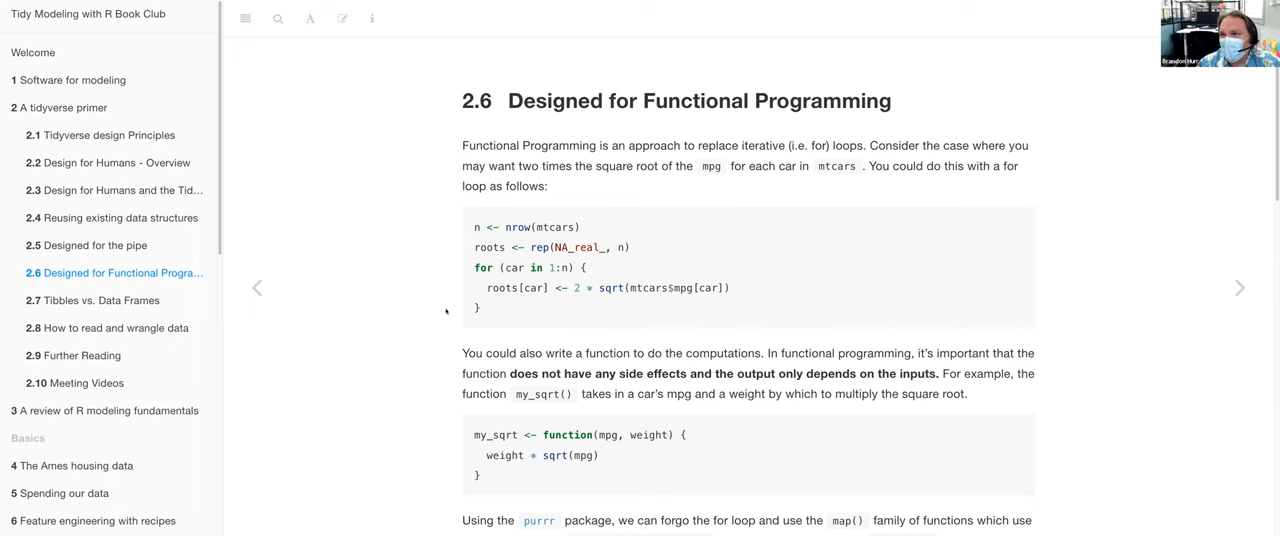 Tidy Modeling with R Book Club
Welcome
1 Software for modeling
2 A tidyverse primer
2.1 Tidyverse design Principles
2.2 Design for Humans - Overview
2.3 Design for Humans and the Tid...
2.4 Reusing existing data structures
2.5 Designed for the pipe
2.6 Designed for Functional Progra...
2.7 Tibbles vs. Data Frames
2.8 How to read and wrangle data
2.9 Further Reading
2.10 Meeting Videos
3 A review of R modeling fundamentals
Basics
4 The Ames housing data
5 Spending our data
6 Feature engineering with recipes
A
i
2.6 Designed for Functional Programming
Functional Programming is an approach to replace iterative (i.e. for) loops. Consider the case where you
may want two times the square root of the mpg for each car in mtcars . You could do this with a for
loop as follows:
n <- nrow(mtcars)
roots <- rep(NA_real_, n)
for (car in 1:n) {
roots[car] <- 2 * sqrt(mtcars$mpg[car])
}
You could also write a function to do the computations. In functional programming, it's important that the
function does not have any side effects and the output only depends on the inputs. For example, the
function my_sqrt() takes in a car's mpg and a weight by which to multiply the square root.
my_sqrt <- function(mpg, weight) {
weight * sqrt(mpg)
}
Using the purrr package, we can forgo the for loop and use the map() family of functions which use
Brandon